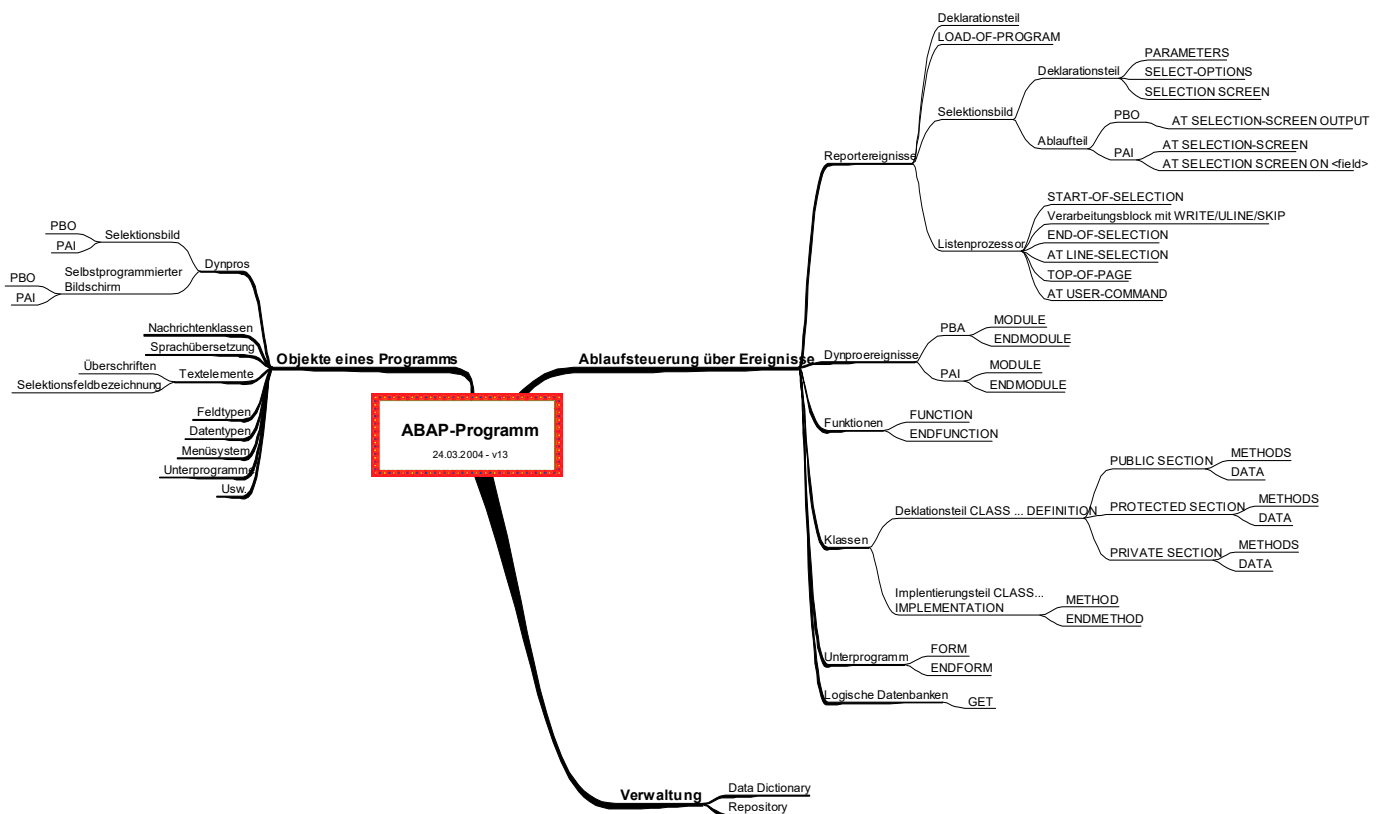 ABAP-Programm
24.03.2004 - v13
Ablaufsteuerung über Ereignisse
Reportereignisse
Deklarationsteil
LOAD-OF-PROGRAM
Selektionsbild
Deklarationsteil
PARAMETERS
SELECT-OPTIONS
SELECTION SCREEN
Ablaufteil
PBO
AT SELECTION-SCREEN OUTPUT
PAI
AT SELECTION-SCREEN
AT SELECTION SCREEN ON <field>
Listenprozessor
START-OF-SELECTION
Verarbeitungsblock mit WRITE/ULINE/SKIP
END-OF-SELECTION
AT LINE-SELECTION
TOP-OF-PAGE
AT USER-COMMAND
Dynproereignisse
PBA
MODULE
ENDMODULE
PAI
MODULE
ENDMODULE
Funktionen
FUNCTION
ENDFUNCTION
Klassen
Deklationsteil CLASS ... DEFINITION
PUBLIC SECTION
METHODS
DATA
PROTECTED SECTION
METHODS
DATA
PRIVATE SECTION
METHODS
DATA
Implentierungsteil CLASS...
IMPLEMENTATION
METHOD
ENDMETHOD
Unterprogramm
FORM
ENDFORM
Logische Datenbanken
GET
Verwaltung
Data Dictionary
Repository
Objekte eines Programms
Dynpros
Selektionsbild
PBO
PAI
Selbstprogrammierter
Bildschirm
PBO
PAI
Nachrichtenklassen
Sprachübersetzung
Textelemente
Überschriften
Selektionsfeldbezeichnung
Feldtypen
Datentypen
Menüsystem
Unterprogramme
Usw.